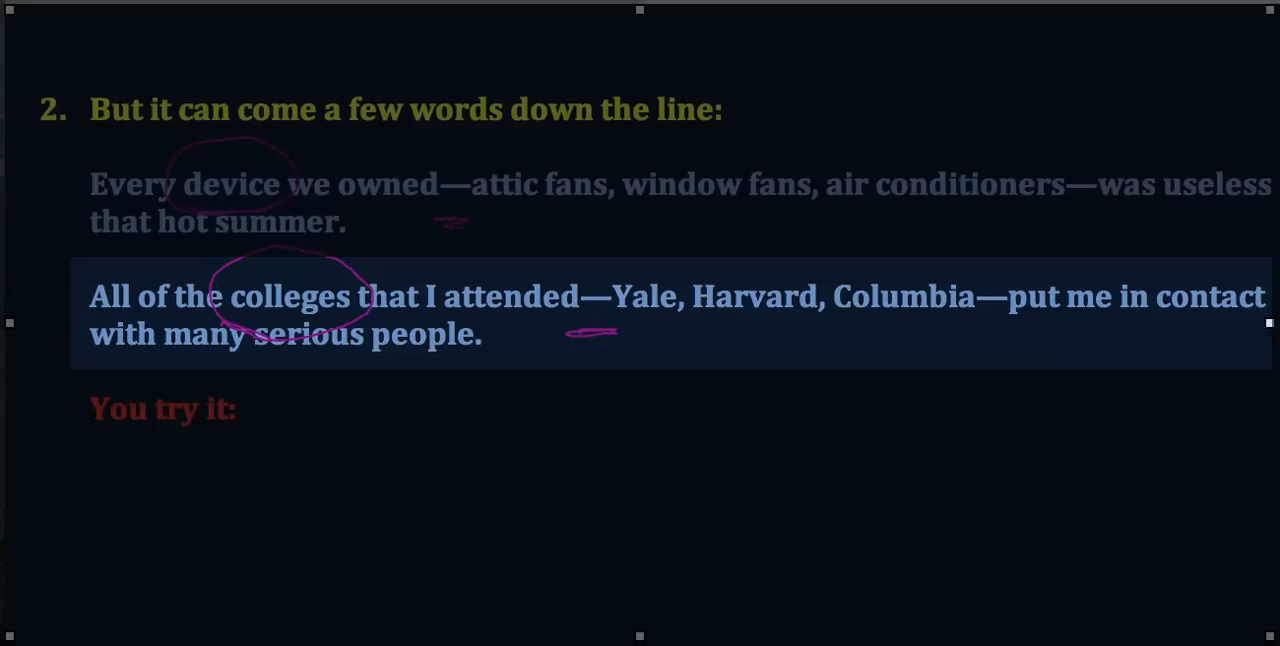 2. But it can come a few words down the line:
Every device we owned—attic fans, window fans, air conditioners—was useless
that hot summer.
All of the colleges that I attended—Yale, Harvard, Columbia—put me in contact
with many serious people.
You try it: